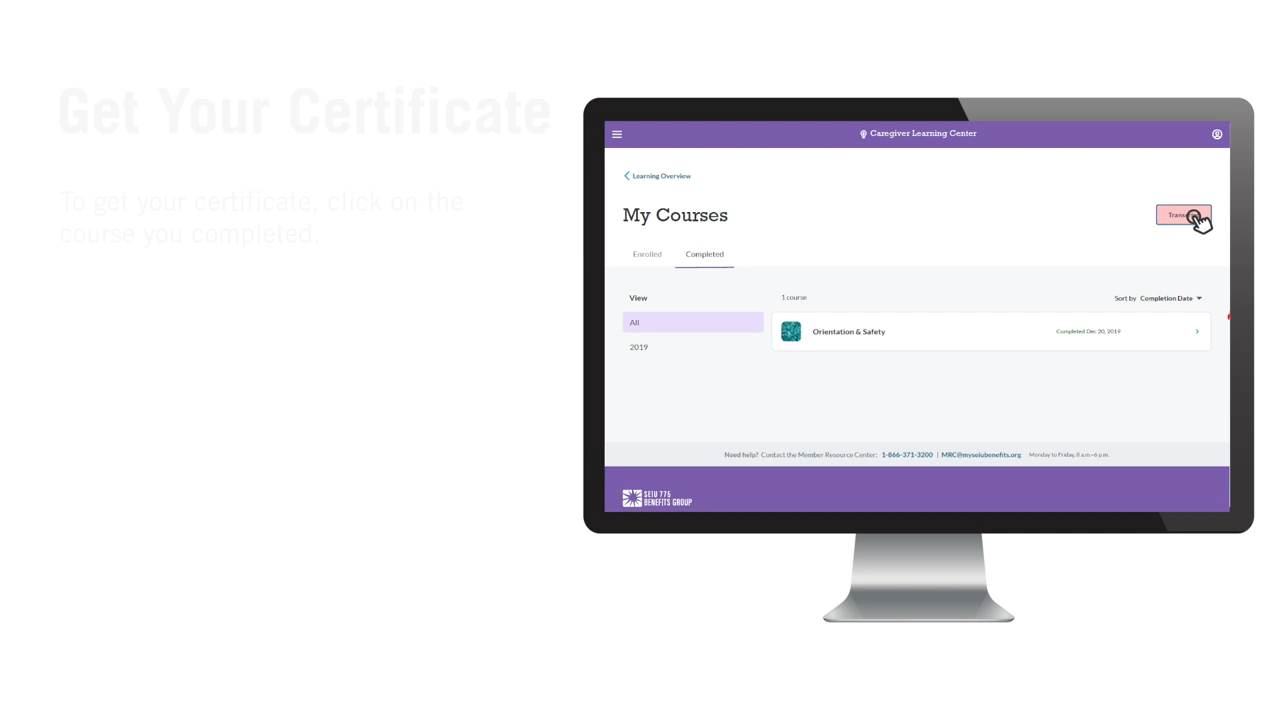 Get Your Certificate
To get your certificate, click on the
course you completed.
Caregiver Learning Center
Learning Overview
My Courses
Enrolled
Completed
View
All
2019
1 course
Sort by Completion Date
Orientation & Safety
Completed Dec 20, 2019
Need help? Contact the Member Resource Center: 1-866-371-3200 | MRC@myseiubenefits.org Monday to Friday, 8 a.m.–6 p.m.
SEIU 775
BENEFITS GROUP